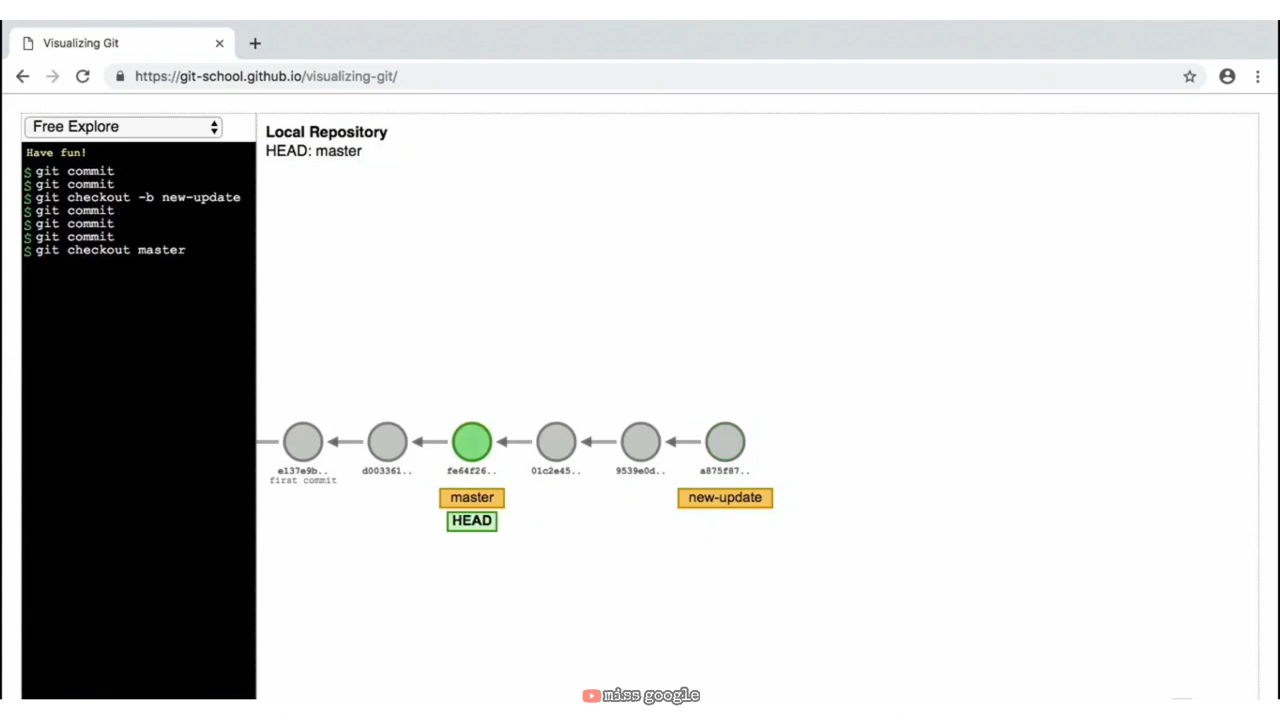 Visualizing Git
https://git-school.github.io/visualizing-git/
Free Explore
Have fun!
$ git commit
$ git commit
$ git checkout -b new-update
$ git commit
$ git commit
$ git commit
$ git checkout master
Local Repository
HEAD: master
e137e9b.. d003361.. fe64f26.. 01c2e45.. 9539e0d.. a875f87..
first commit
master new-update
HEAD
miss google